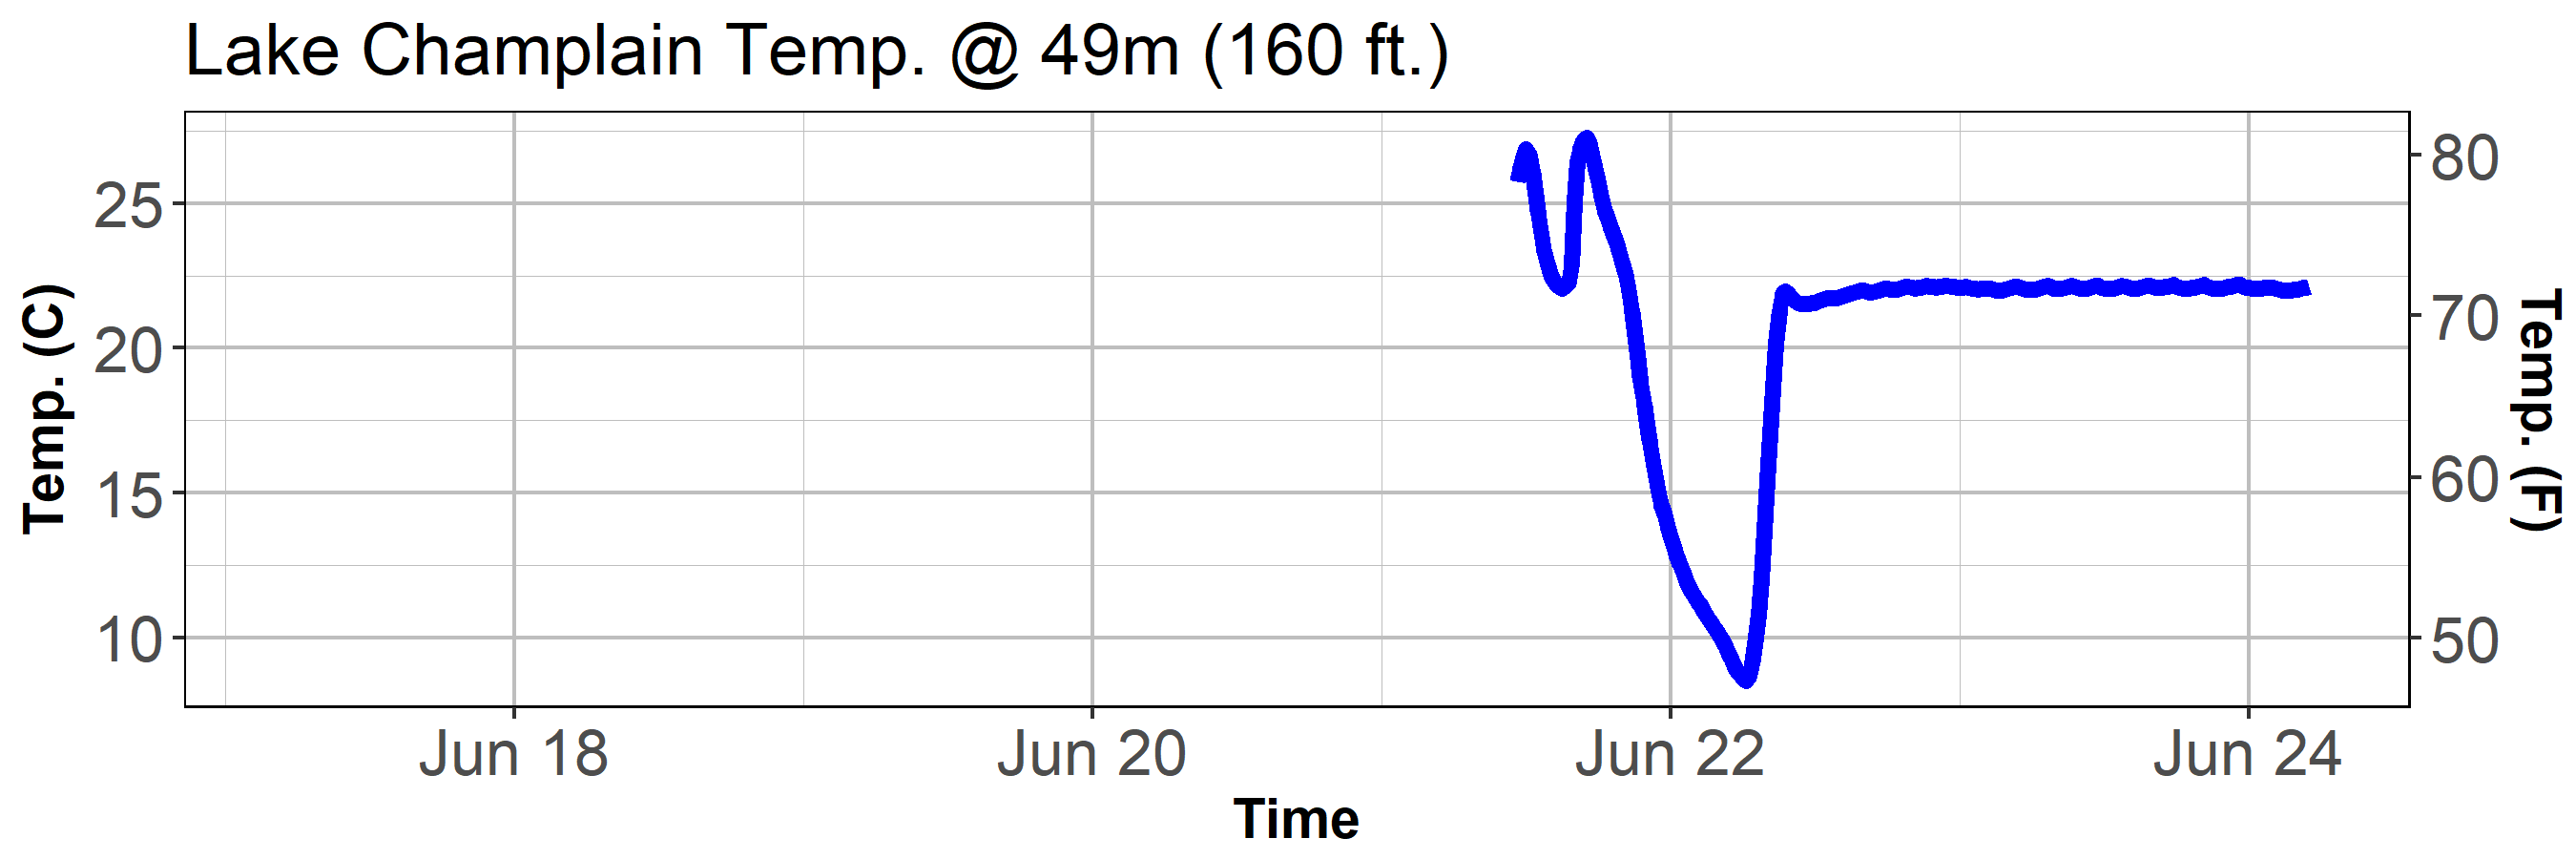 Lake Champlain Temp. @ 49m (160 ft.)
Temp. (C)
25
20
15
10
80
70
60
50
Temp. (F)
Jun 18
Jun 20
Jun 22
Jun 24
Time